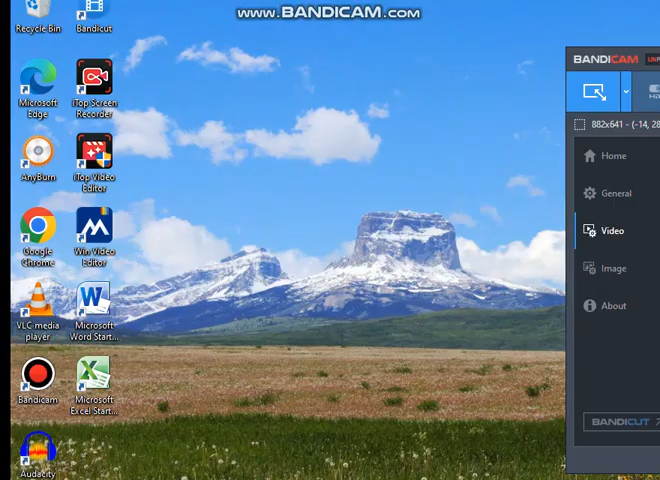 www.BANDICAM.com
Recycle Bin
Bandicut
Microsoft
Edge
iTop Screen
Recorder
AnyBurn
iTop Video
Editor
Google
Chrome
Win Video
Editor
VLC media
player
Microsoft
Word Start...
Bandicam
Microsoft
Excel Start...
Audacity
BANDICAM
882x641 - (-14, 28
Home
General
Video
Image
About
BANDICUT